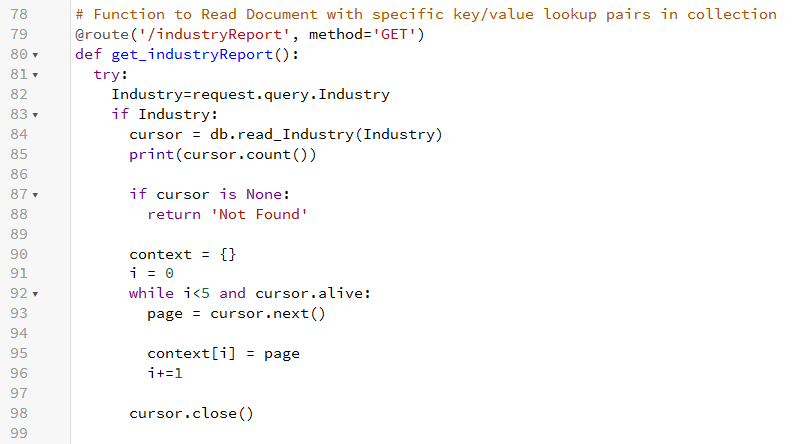 78 # Function to Read Document with specific key/value lookup pairs in collection
79 @route('/industryReport', method='GET')
80 def get_industryReport():
81 try:
82 Industry=request.query.Industry
83 if Industry:
84 cursor = db.read_Industry(Industry)
85 print(cursor.count())
86
87 if cursor is None:
88 return 'Not Found'
89
90 context = {}
91 i = 0
92 while i<5 and cursor.alive:
93 page = cursor.next()
94
95 context[i] = page
96 i+=1
97
98 cursor.close()
99